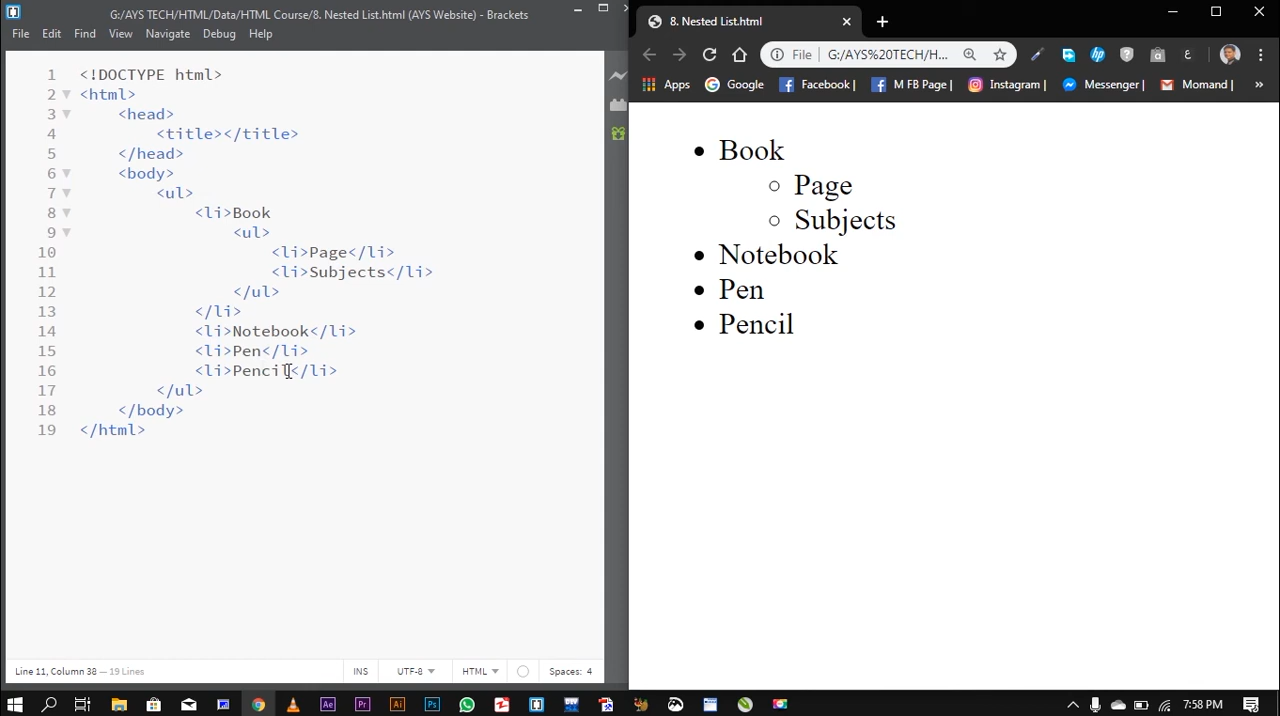 G:/AYS TECH/HTML/Data/HTML Course/8. Nested List.html (AYS Website) - Brackets
File Edit Find View Navigate Debug Help
1 <!DOCTYPE html>
2 <html>
3 <head>
4 <title></title>
5 </head>
6 <body>
7 <ul>
8 <li>Book
9 <ul>
10 <li>Page</li>
11 <li>Subjects</li>
12 </ul>
13 </li>
14 <li>Notebook</li>
15 <li>Pen</li>
16 <li>Pencil</li>
17 </ul>
18 </body>
19 </html>
Line 11, Column 38 — 19 Lines
INS UTF-8 HTML Spaces: 4
8. Nested List.html
File G:/AYS%20TECH/H...
Apps Google Facebook | M FB Page | Instagram | Messenger | Momand | »
Book
Page
Subjects
Notebook
Pen
Pencil
Ae Pr Ai Ps
7:58 PM